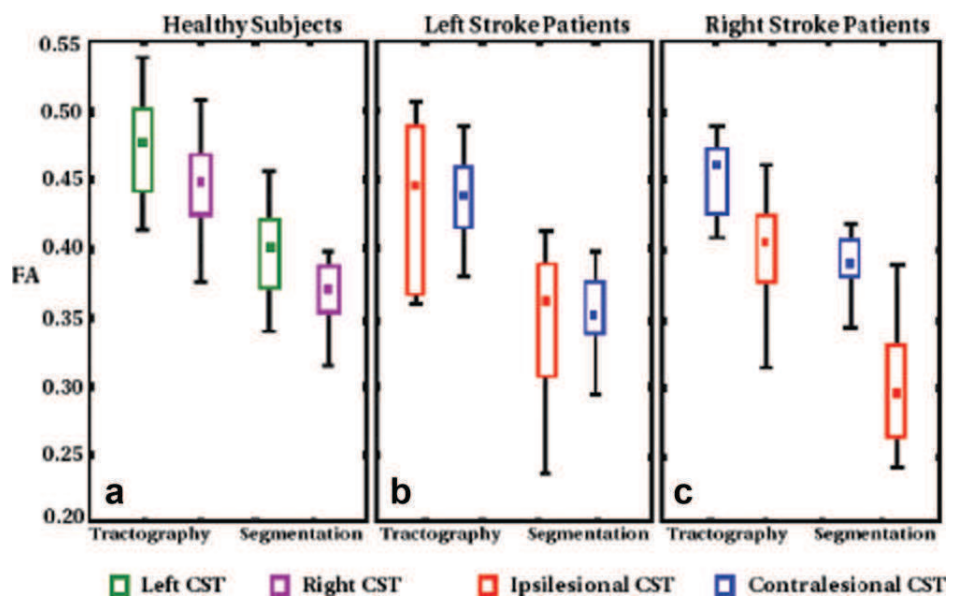 Healthy Subjects Left Stroke Patients Right Stroke Patients
0.55
0.50
0.45
0.40
FA
0.35
0.30
0.25
0.20
a b c
Tractography Segmentation Tractography Segmentation Tractography Segmentation
Left CST Right CST Ipsilesional CST Contralesional CST